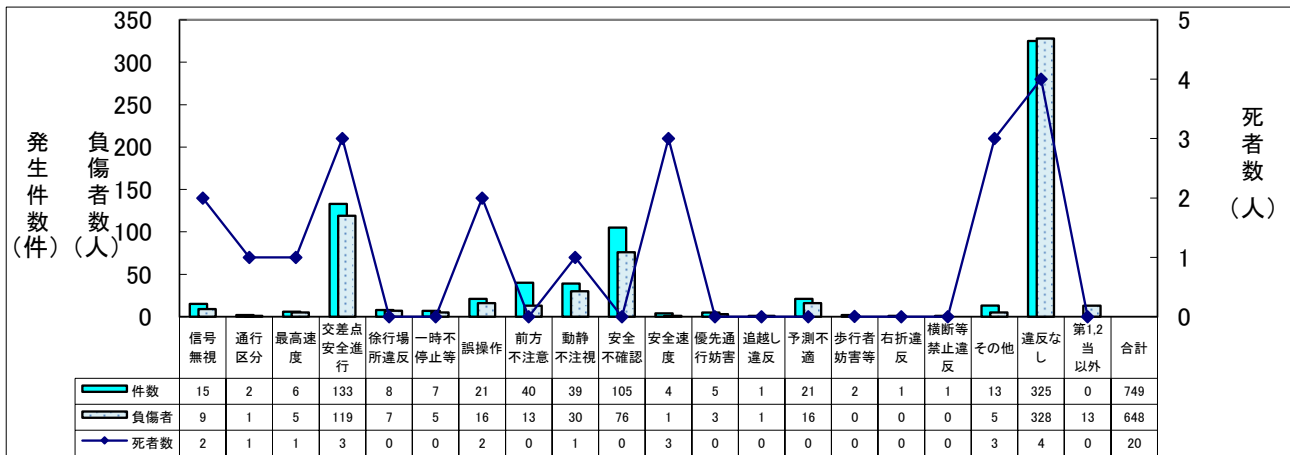 350
300
250
200
150
100
50
0
発生件数(件)
負傷者数(人)
5
4
3
2
1
0
死者数(人)
信号
無視
通行
区分
最高速
度
交差点
安全進
行
徐行場
所違反
一時不
停止等
誤操作
前方
不注意
動静
不注視
安全
不確認
安全速
度
優先通
行妨害
追越し
違反
予測不
適
歩行者
妨害等
右折違
反
横断等
禁止違
反
その他
違反な
し
第1,2
当
以外
合計
件数 15 2 6 133 8 7 21 40 39 105 4 5 1 21 2 1 1 13 325 0 749
負傷者 9 1 5 119 7 5 16 13 30 76 1 3 1 16 0 0 0 5 328 13 648
死者数 2 1 1 3 0 0 2 0 1 0 3 0 0 0 0 0 0 3 4 0 20